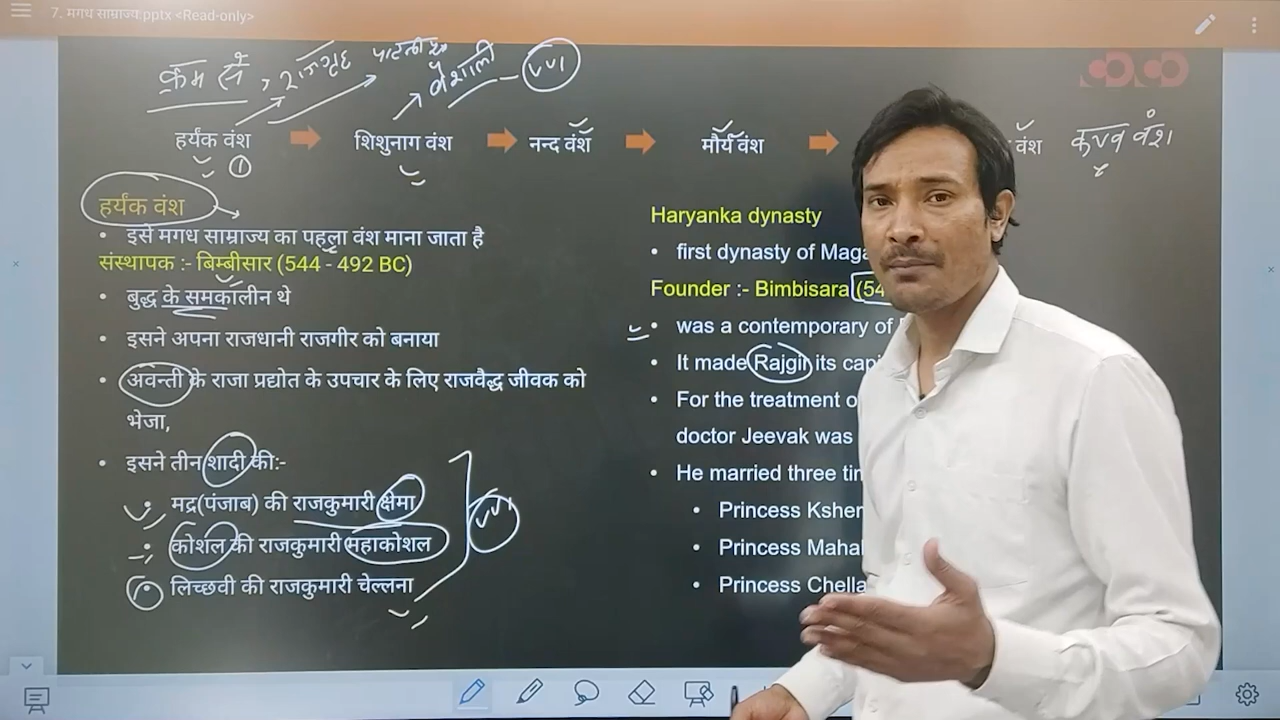 7. मगध साम्राज्य.pptx <Read-only>
क्रम से , राजगृह पाटलीपुत्र वैशाली - VVI
हर्यंक वंश शिशुनाग वंश नन्द वंश मौर्य वंश वंश कण्व वंश
①
हर्यंक वंश
• इसे मगध साम्राज्य का पहला वंश माना जाता है
संस्थापक :- बिम्बीसार (544 - 492 BC)
• बुद्ध के समकालीन थे
• इसने अपना राजधानी राजगीर को बनाया
• अवन्ती के राजा प्रद्योत के उपचार के लिए राजवैद्ध जीवक को
भेजा,
• इसने तीन शादी की:-
• मद्र(पंजाब) की राजकुमारी क्षेमा
• कोशल की राजकुमारी महाकोशल
• लिच्छवी की राजकुमारी चेल्लना
VVI
Haryanka dynasty
• first dynasty of Maga
Founder :- Bimbisara (54
• was a contemporary of
• It made Rajgir its capi
• For the treatment o
doctor Jeevak was
• He married three tim
• Princess Ksher
• Princess Mahal
• Princess Chella